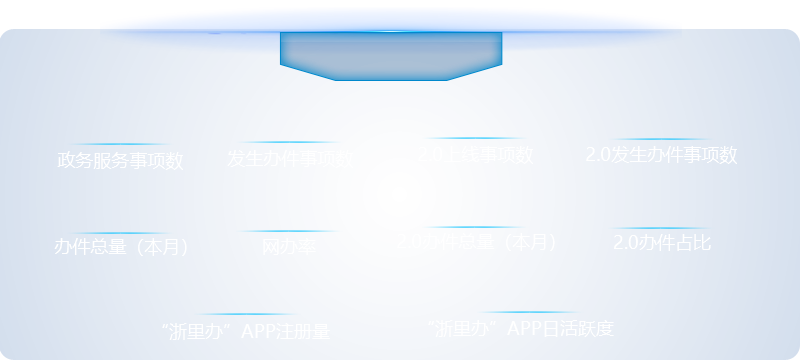 政务服务事项数 发生办件事项数 2.0上线事项数 2.0发生办件事项数
办件总量（本月） 网办率 2.0办件总量（本月） 2.0办件占比
“浙里办”APP注册量 “浙里办”APP日活跃度